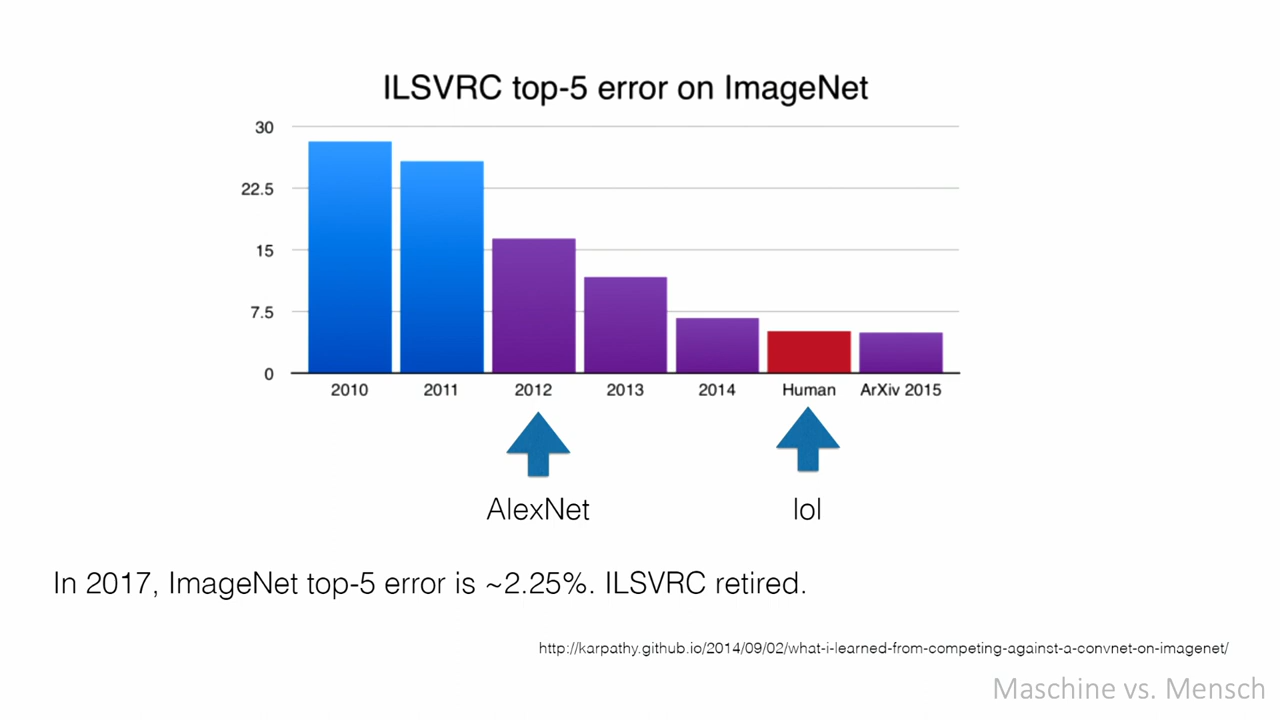 ILSVRC top-5 error on ImageNet
30
22.5
15
7.5
0
2010 2011 2012 2013 2014 Human ArXiv 2015
AlexNet lol
In 2017, ImageNet top-5 error is ~2.25%. ILSVRC retired.
http://karpathy.github.io/2014/09/02/what-i-learned-from-competing-against-a-convnet-on-imagenet/
Maschine vs. Mensch